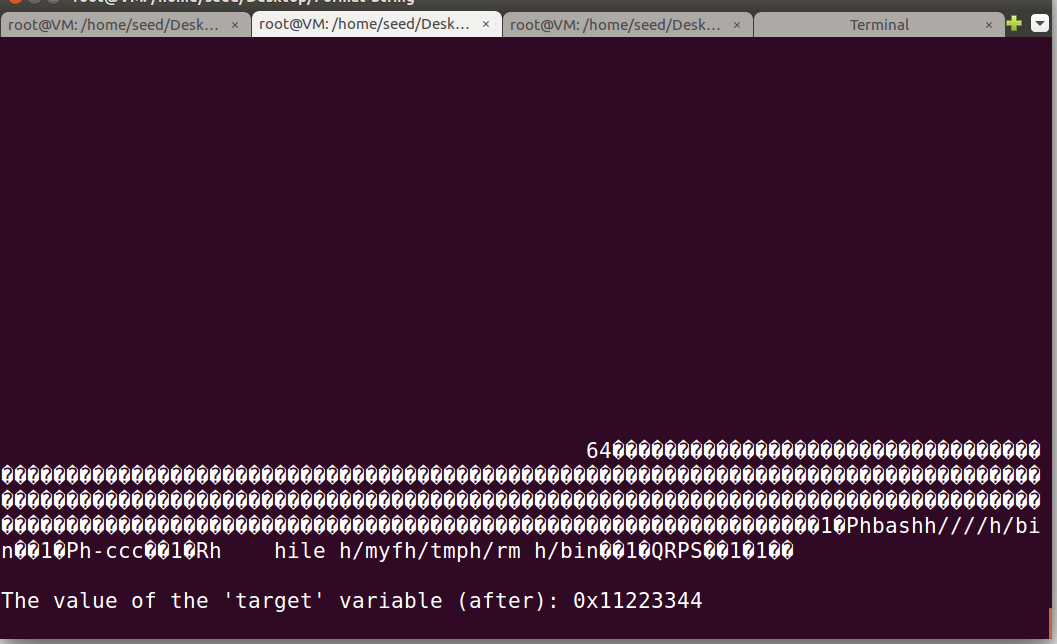 root@VM: /home/seed/Desktop/Format-String
root@VM: /home/seed/Desk... × root@VM: /home/seed/Desk... × root@VM: /home/seed/Desk... × Terminal ×
64����������������������������������
��������������������������������������������������������������������������������
��������������������������������������������������������������������������������
���������������������������������������������������������������1�Phbashh////h/bi
n��1�Ph-ccc��1�Rh    hile h/myfh/tmph/rm h/bin��1�QRPS��1�1��
The value of the 'target' variable (after): 0x11223344